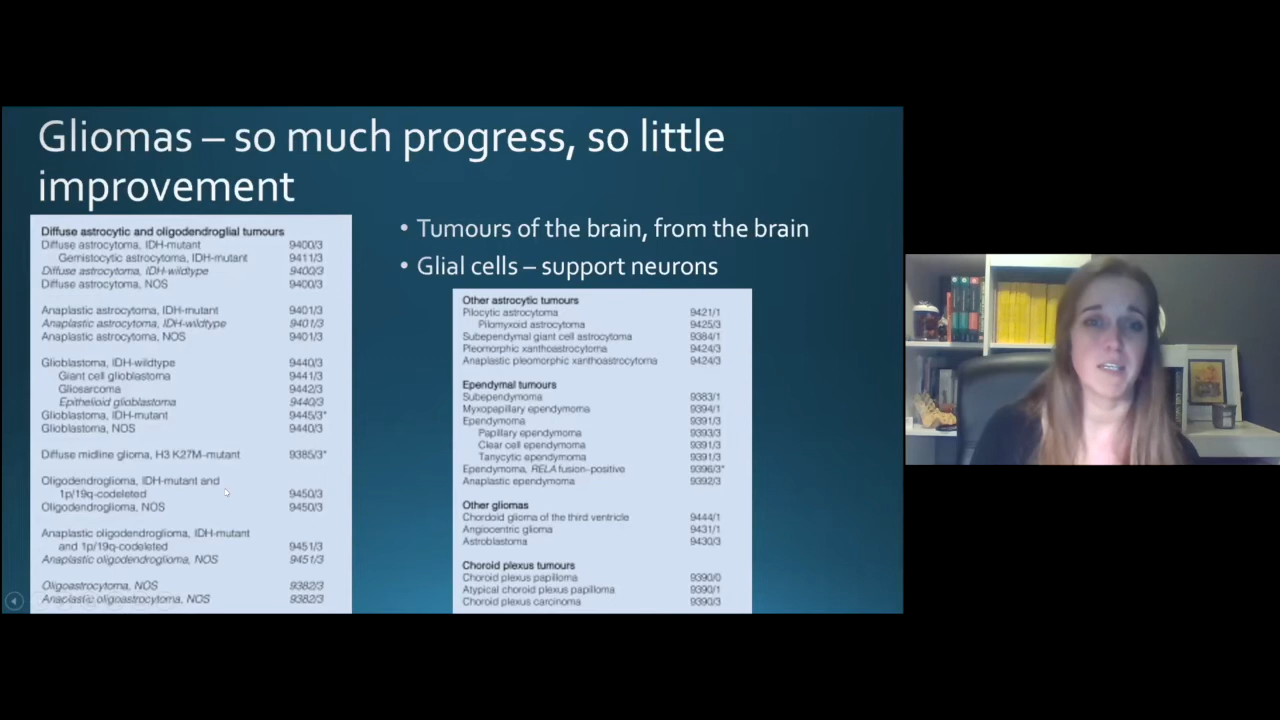 Gliomas – so much progress, so little
improvement
Diffuse astrocytic and oligodendroglial tumours
Diffuse astrocytoma, IDH-mutant 9400/3
Gemistocytic astrocytoma, IDH-mutant 9411/3
Diffuse astrocytoma, IDH-wildtype 9400/3
Diffuse astrocytoma, NOS 9400/3
Anaplastic astrocytoma, IDH-mutant 9401/3
Anaplastic astrocytoma, IDH-wildtype 9401/3
Anaplastic astrocytoma, NOS 9401/3
Glioblastoma, IDH-wildtype 9440/3
Giant cell glioblastoma 9441/3
Gliosarcoma 9442/3
Epithelioid glioblastoma 9440/3
Glioblastoma, IDH-mutant 9445/3*
Glioblastoma, NOS 9440/3
Diffuse midline glioma, H3 K27M-mutant 9385/3*
Oligodendroglioma, IDH-mutant and
1p/19q-codeleted 9450/3
Oligodendroglioma, NOS 9450/3
Anaplastic oligodendroglioma, IDH-mutant
and 1p/19q-codeleted 9451/3
Anaplastic oligodendroglioma, NOS 9451/3
Oligoastrocytoma, NOS 9382/3
Anaplastic oligoastrocytoma, NOS 9382/3
• Tumours of the brain, from the brain
• Glial cells – support neurons
Other astrocytic tumours
Pilocytic astrocytoma 9421/1
Pilomyxoid astrocytoma 9425/3
Subependymal giant cell astrocytoma 9384/1
Pleomorphic xanthoastrocytoma 9424/3
Anaplastic pleomorphic xanthoastrocytoma 9424/3
Ependymal tumours
Subependymoma 9383/1
Myxopapillary ependymoma 9394/1
Ependymoma 9391/3
Papillary ependymoma 9393/3
Clear cell ependymoma 9391/3
Tanycytic ependymoma 9391/3
Ependymoma, RELA fusion-positive 9396/3*
Anaplastic ependymoma 9392/3
Other gliomas
Chordoid glioma of the third ventricle 9444/1
Angiocentric glioma 9431/1
Astroblastoma 9430/3
Choroid plexus tumours
Choroid plexus papilloma 9390/0
Atypical choroid plexus papilloma 9390/1
Choroid plexus carcinoma 9390/3